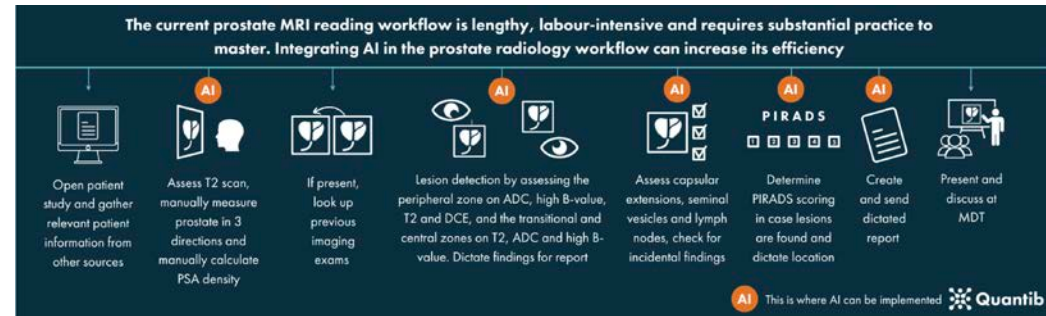 The current prostate MRI reading workflow is lengthy, labour-intensive and requires substantial practice to
master. Integrating AI in the prostate radiology workflow can increase its efficiency
AI
AI
AI
AI
AI
PIRADS
1 2 3 4 5
Open patient
study and gather
relevant patient
information from
other sources
Assess T2 scan,
manually measure
prostate in 3
directions and
manually calculate
PSA density
If present,
look up
previous
imaging
exams
Lesion detection by assessing the
peripheral zone on ADC, high B-value,
T2 and DCE, and the transitional and
central zones on T2, ADC and high B-
value. Dictate findings for report
Assess capsular
extensions, seminal
vesicles and lymph
nodes, check for
incidental findings
Determine
PIRADS scoring
in case lesions
are found and
dictate location
Create
and send
dictated
report
Present and
discuss at
MDT
AI This is where AI can be implemented Quantib